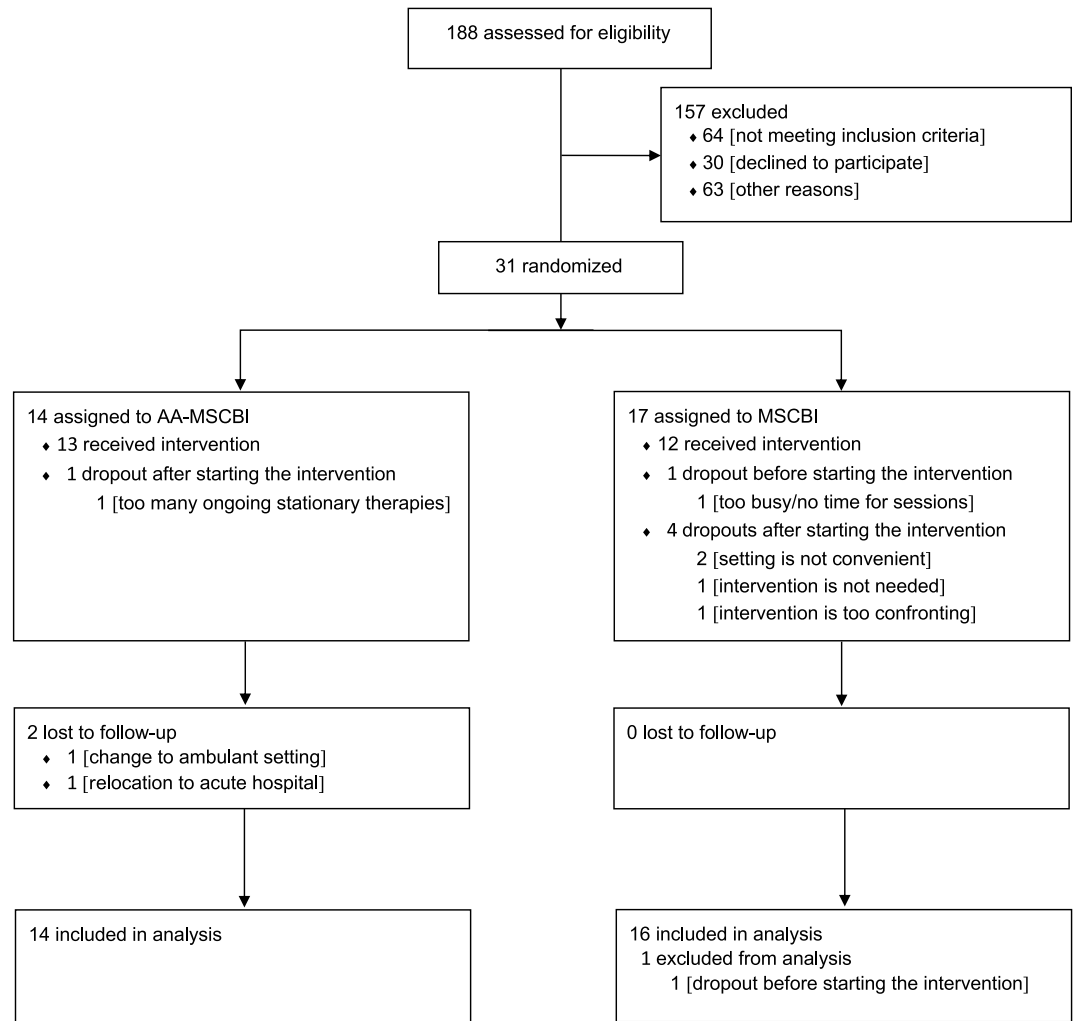 188 assessed for eligibility
157 excluded
♦ 64 [not meeting inclusion criteria]
♦ 30 [declined to participate]
♦ 63 [other reasons]
31 randomized
14 assigned to AA-MSCBI
♦ 13 received intervention
♦ 1 dropout after starting the intervention
1 [too many ongoing stationary therapies]
17 assigned to MSCBI
♦ 12 received intervention
♦ 1 dropout before starting the intervention
1 [too busy/no time for sessions]
♦ 4 dropouts after starting the intervention
2 [setting is not convenient]
1 [intervention is not needed]
1 [intervention is too confronting]
2 lost to follow-up
♦ 1 [change to ambulant setting]
♦ 1 [relocation to acute hospital]
0 lost to follow-up
14 included in analysis
16 included in analysis
1 excluded from analysis
1 [dropout before starting the intervention]